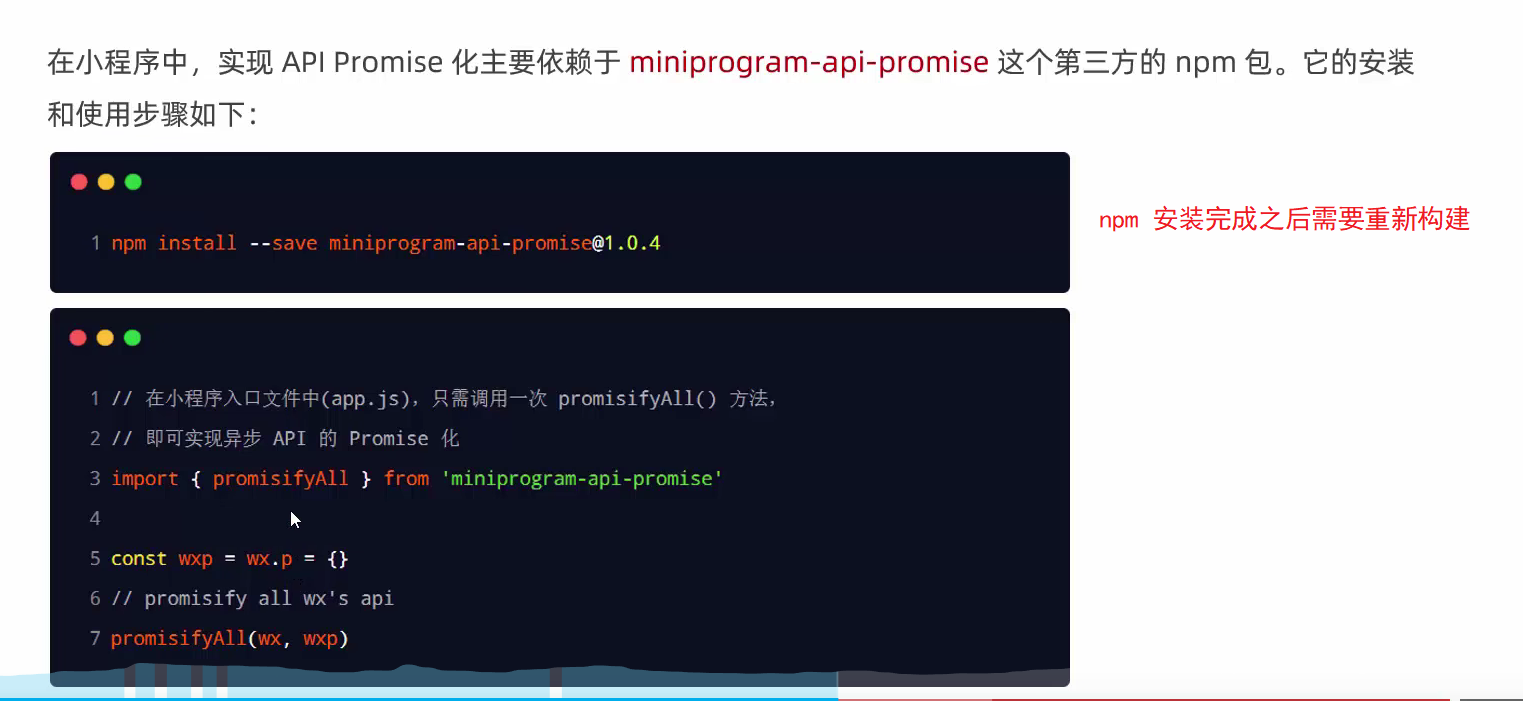 在小程序中，实现 API Promise 化主要依赖于 miniprogram-api-promise 这个第三方的 npm 包。它的安装
和使用步骤如下：
1 npm install --save miniprogram-api-promise@1.0.4
npm 安装完成之后需要重新构建
1 // 在小程序入口文件中(app.js)，只需调用一次 promisifyAll() 方法，
2 // 即可实现异步 API 的 Promise 化
3 import { promisifyAll } from 'miniprogram-api-promise'
4
5 const wxp = wx.p = {}
6 // promisify all wx's api
7 promisifyAll(wx, wxp)